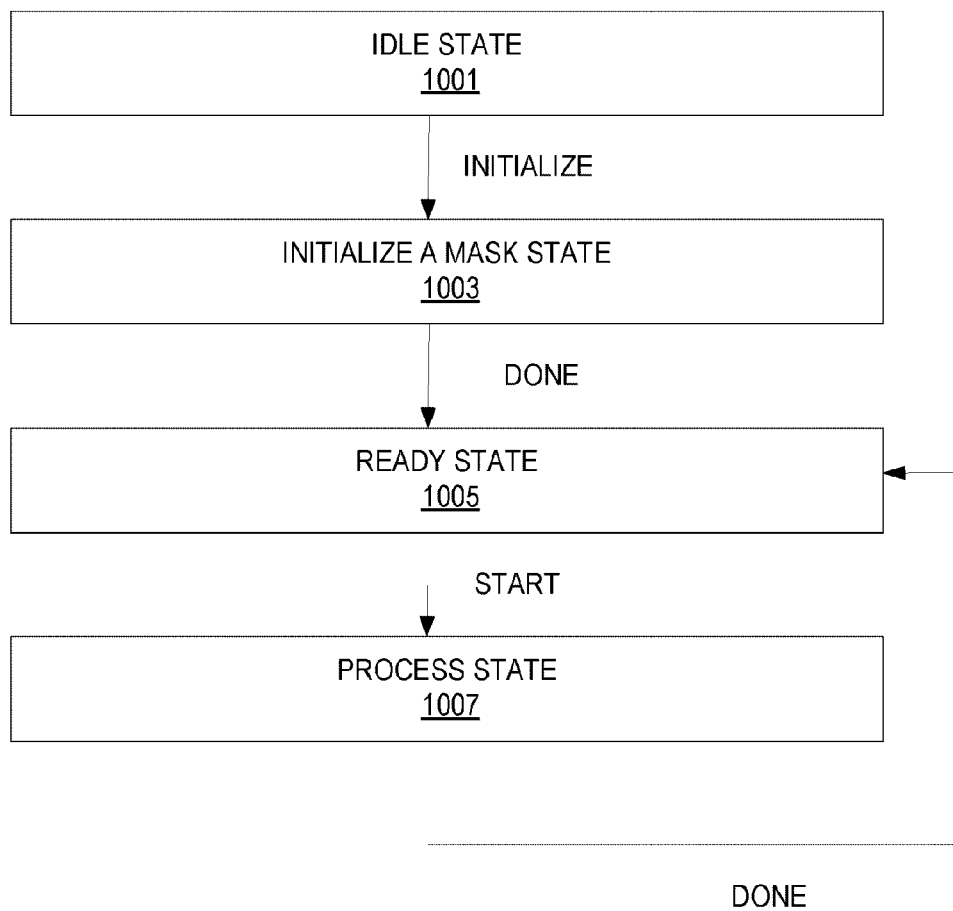 IDLE STATE
1001
INITIALIZE
INITIALIZE A MASK STATE
1003
DONE
READY STATE
1005
START
PROCESS STATE
1007
DONE